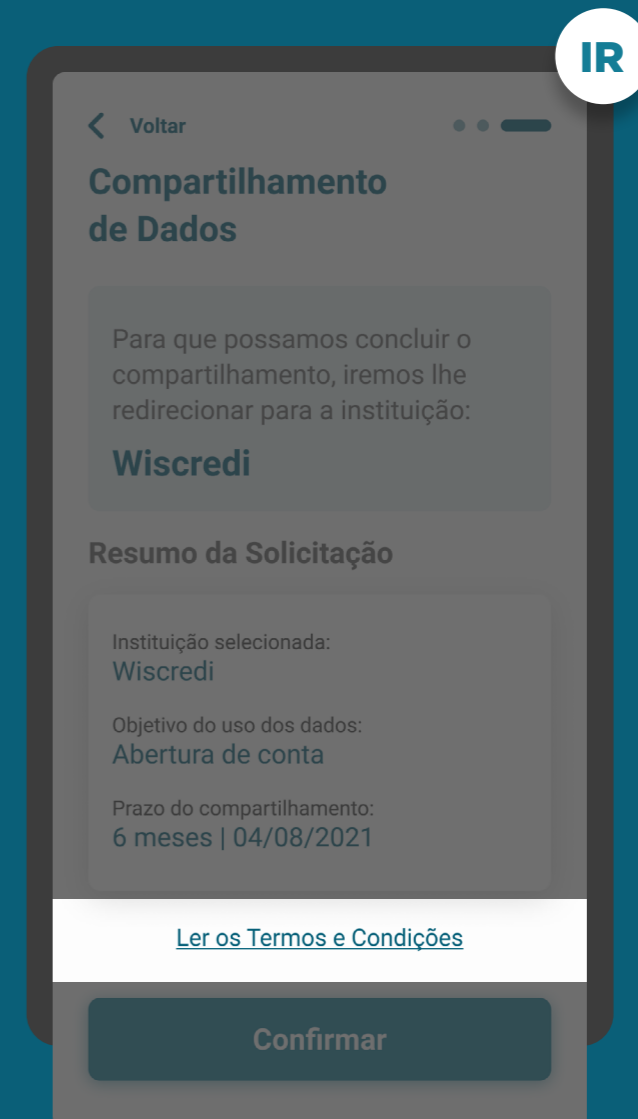 IR
Voltar
Compartilhamento
de Dados
Para que possamos concluir o
compartilhamento, iremos lhe
redirecionar para a instituição:
Wiscredi
Resumo da Solicitação
Instituição selecionada:
Wiscredi
Objetivo do uso dos dados:
Abertura de conta
Prazo do compartilhamento:
6 meses | 04/08/2021
Ler os Termos e Condições
Confirmar